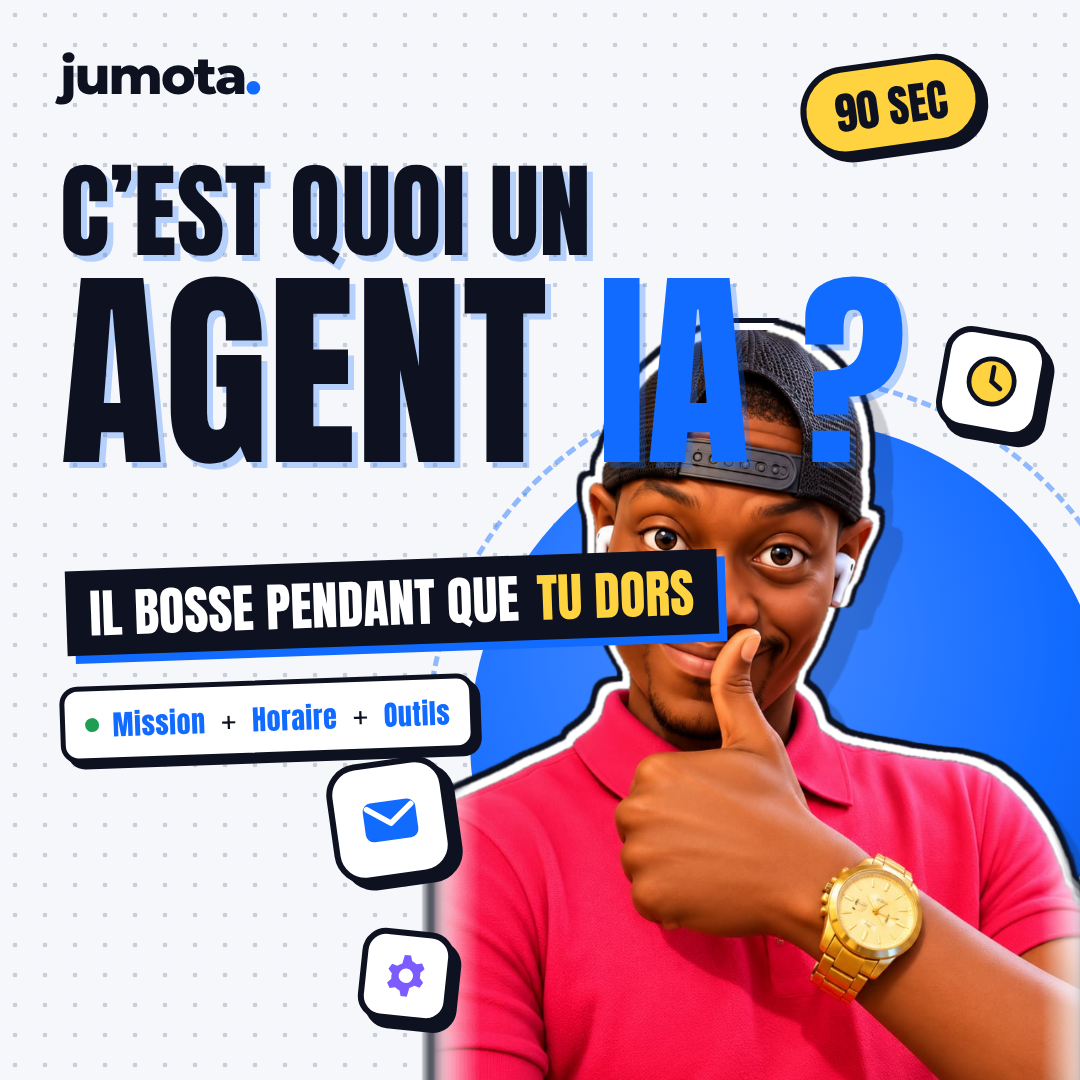 jumota.
90 SEC
C’EST QUOI UN
AGENT IA ?
IL BOSSE PENDANT QUE TU DORS
Mission + Horaire + Outils